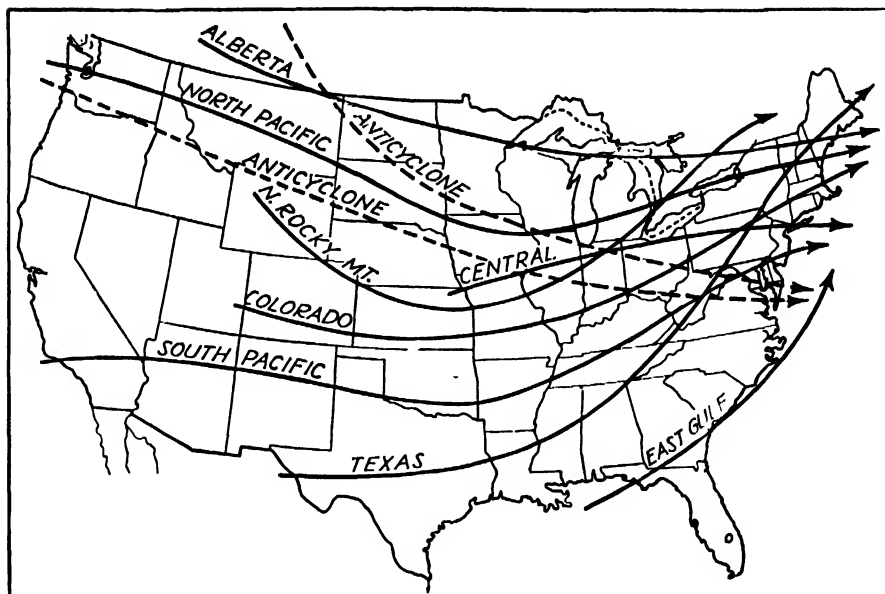 ALBERTA
NORTH PACIFIC
ANTICYCLONE
ANTICYCLONE
N. ROCKY MT.
CENTRAL.
COLORADO
SOUTH PACIFIC
TEXAS
EAST GULF